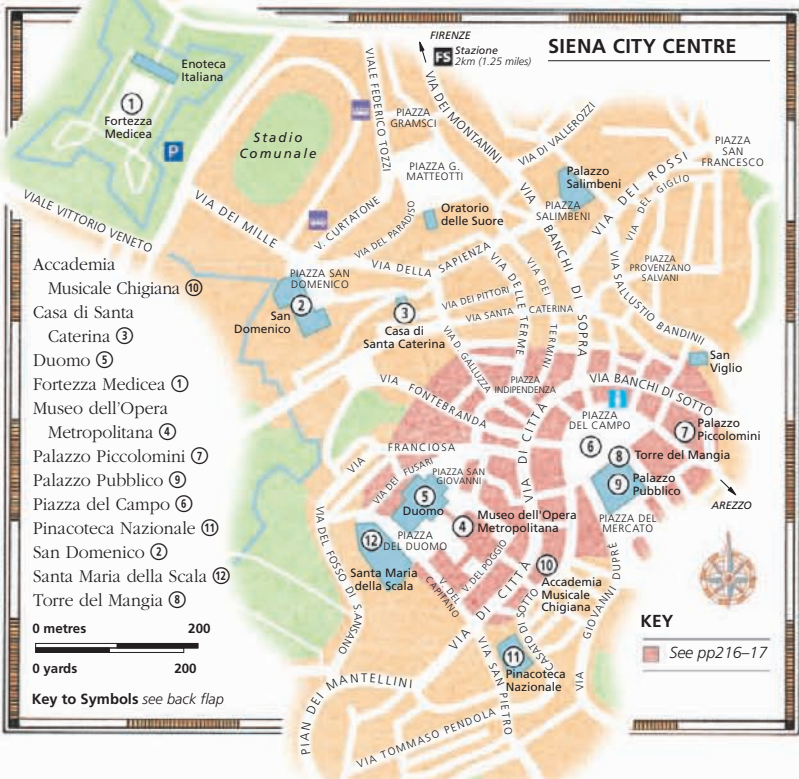 SIENA CITY CENTRE
FIRENZE
FS Stazione
2km (1.25 miles)
Enoteca
Italiana
1
Fortezza
Medicea
P
Stadio
Comunale
VIALE FEDERICO TOZZI
PIAZZA
GRAMSCI
VIA DEI MONTANINI
VIA DI VALLEROZZI
PIAZZA
SAN
FRANCESCO
PIAZZA G.
MATTEOTTI
Palazzo
Salimbeni
VIA DEI ROSSI
VIA DEL GIGLIO
PIAZZA
SALIMBENI
VIALE VITTORIO VENETO
VIA DEI MILLE
V. CURTATONE
VIA DEL PARADISO
Oratorio
delle Suore
VIA BANCHI DI SOPRA
PIAZZA
PROVENZANO
SALVANI
VIA SALLUSTIO BANDINI
PIAZZA SAN
DOMENICO
VIA DELLA SAPIENZA
VIA DELLE TERME
VIA DEI TERMINI
2
San
Domenico
3
Casa di
Santa Caterina
VIA DEI PITTORI
VIA SANTA CATERINA
VIA D. GALLUZZA
San
Viglio
VIA FONTEBRANDA
PIAZZA
INDIPENDENZA
VIA BANCHI DI SOTTO
i
PIAZZA
DEL CAMPO
7
Palazzo
Piccolomini
6
8
Torre del Mangia
9
Palazzo
Pubblico
AREZZO
VIA FRANCIOSA
VIA DEI FUSARI
PIAZZA SAN
GIOVANNI
VIA DI CITTÀ
5
Duomo
4
Museo dell'Opera
Metropolitana
PIAZZA DEL
MERCATO
12
PIAZZA
DEL DUOMO
Santa Maria
della Scala
V. DEL CAPITANO
V. DEL POGGIO
VIA DI CITTÀ
10
Accademia
Musicale
Chigiana
VIA GIOVANNI DUPRÈ
VIA DEL FOSSO DI S. ANSANO
CASATO DI SOTTO
11
Pinacoteca
Nazionale
VIA SAN PIETRO
PIAN DEI MANTELLINI
VIA TOMMASO PENDOLA
Accademia
Musicale Chigiana 10
Casa di Santa
Caterina 3
Duomo 5
Fortezza Medicea 1
Museo dell'Opera
Metropolitana 4
Palazzo Piccolomini 7
Palazzo Pubblico 9
Piazza del Campo 6
Pinacoteca Nazionale 11
San Domenico 2
Santa Maria della Scala 12
Torre del Mangia 8
0 metres 200
0 yards 200
Key to Symbols see back flap
KEY
See pp216–17